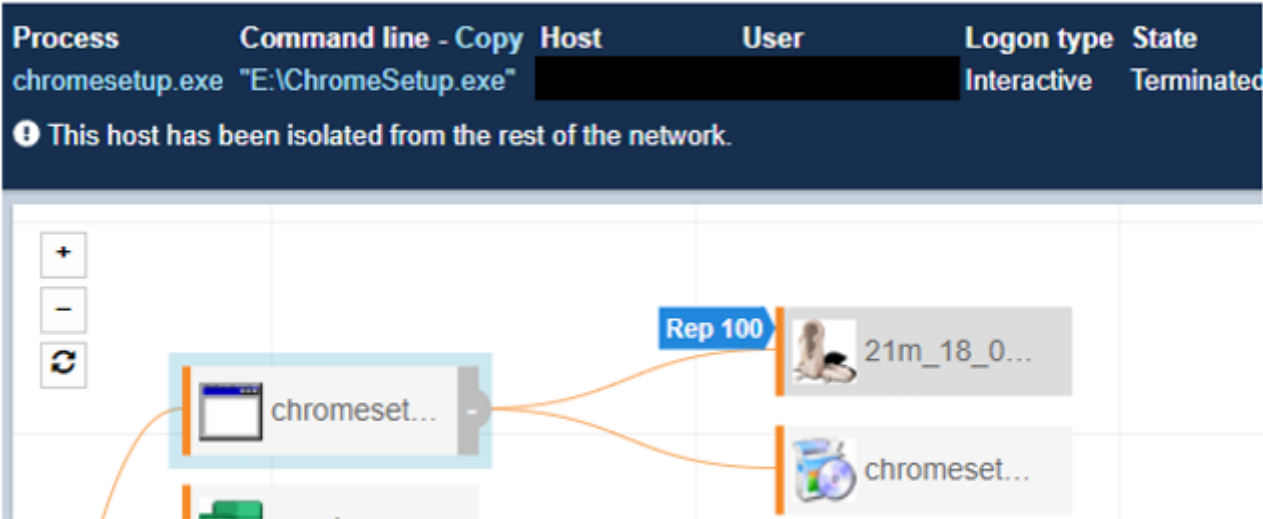 Process Command line - Copy Host User Logon type State
chromesetup.exe "E:\ChromeSetup.exe" Interactive Terminated
This host has been isolated from the rest of the network.
+
Rep 100
−
21m_18_0...
chromeset... -
chromeset...